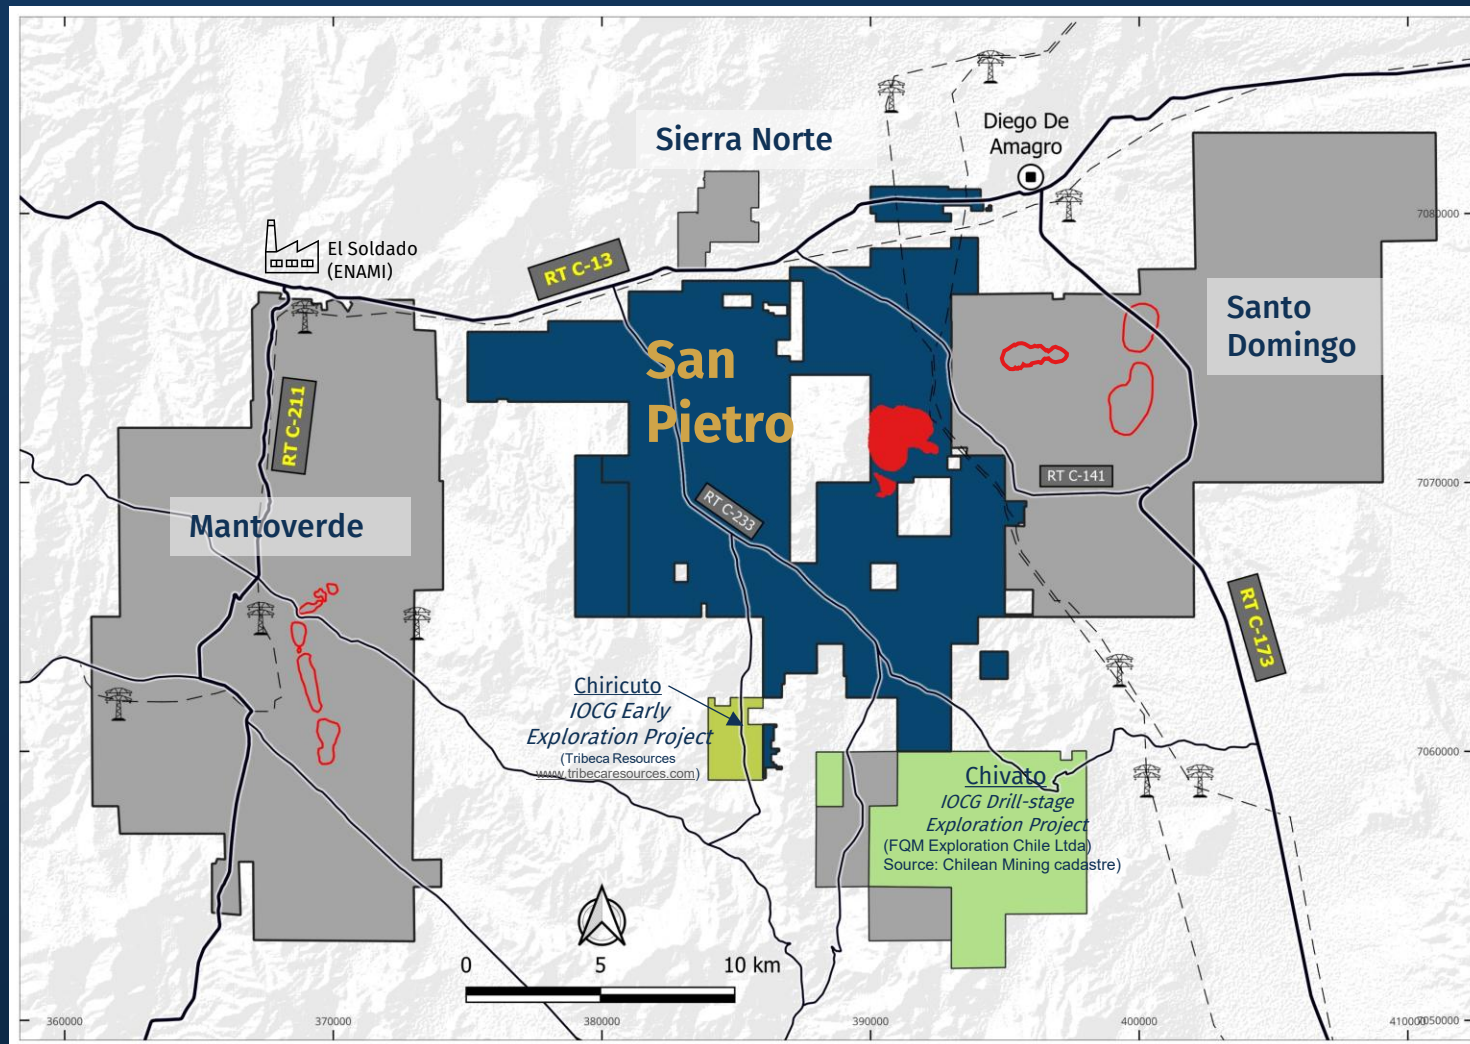 Sierra Norte
Diego De
Amagro
7080000
El Soldado
(ENAMI)
RT C-13
Santo
Domingo
San
Pietro
RT C-211
RT C-141
7070000
RT C-233
Mantoverde
RT C-173
Chiricuto
IOCG Early
Exploration Project
(Tribeca Resources
www.tribecaresources.com)
7060000
Chivato
IOCG Drill-stage
Exploration Project
(FQM Exploration Chile Ltda)
Source: Chilean Mining cadastre)
0 5 10 km
360000 370000 380000 390000 400000 410000 7050000